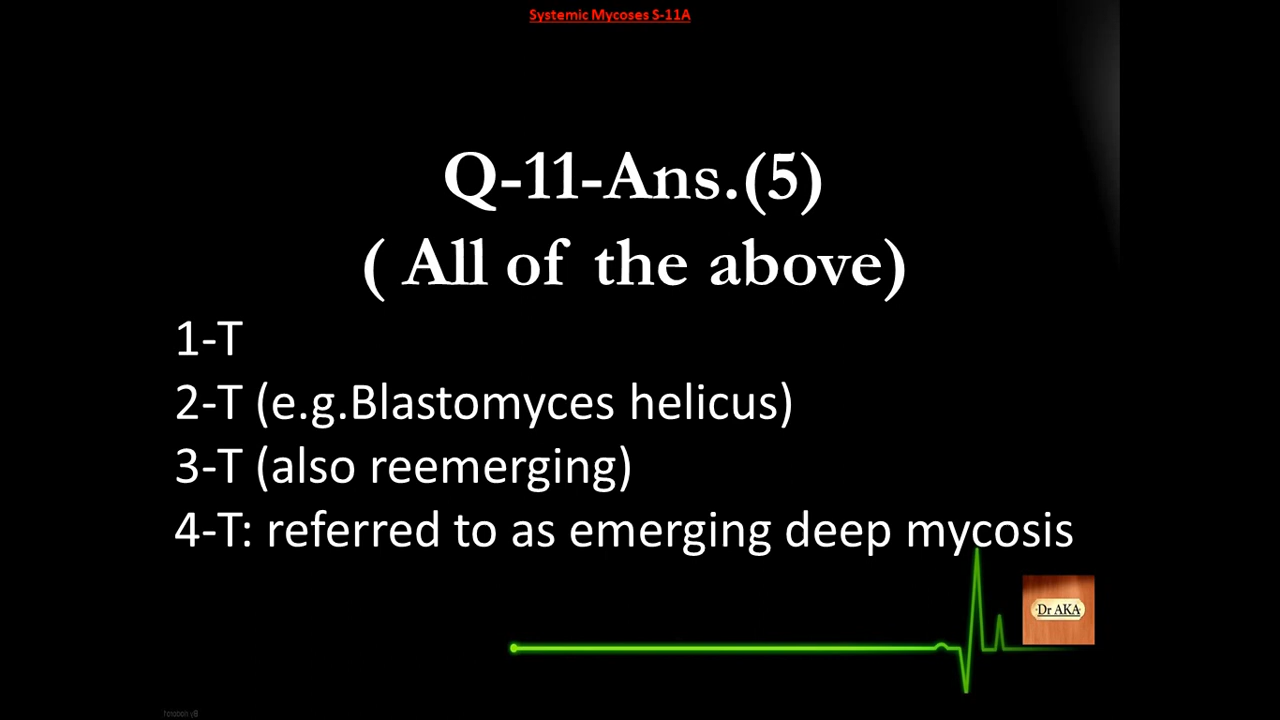 Systemic Mycoses S-11A
Q-11-Ans.(5)
( All of the above)
1-T
2-T (e.g.Blastomyces helicus)
3-T (also reemerging)
4-T: referred to as emerging deep mycosis
Dr AKA